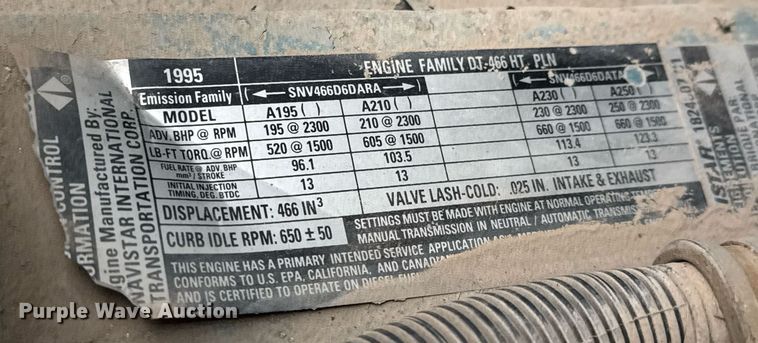 CONTROL
FORMATION
Engine Manufactured By:
NAVISTAR INTERNATIONAL
TRANSPORTATION CORP.
1995
ENGINE FAMILY DT-466 HT, PLN
Emission Family
SNV466D6DARA
SNV466D6DATA
MODEL A195 ( ) A210 ( ) A230 ( ) A250 ( )
ADV. BHP @ RPM 195 @ 2300 210 @ 2300 230 @ 2300 250 @ 2300
LB-FT TORQ @ RPM 520 @ 1500 605 @ 1500 660 @ 1500 660 @ 1500
FUEL RATE @ ADV. BHP mm³ / STROKE 96.1 103.5 113.4 123.3
INITIAL INJECTION TIMING, DEG. BTDC 13 13 13 13
DISPLACEMENT: 466 IN³
VALVE LASH-COLD: .025 IN. INTAKE & EXHAUST
CURB IDLE RPM: 650 ± 50
SETTINGS MUST BE MADE WITH ENGINE AT NORMAL OPERATING
MANUAL TRANSMISSION IN NEUTRAL / AUTOMATIC TRANSMIS
THIS ENGINE HAS A PRIMARY INTENDED SERVICE APPLICATION
CONFORMS TO U.S. EPA, CALIFORNIA, AND CANADIAN
AND IS CERTIFIED TO OPERATE ON DIESEL FUEL
Purple Wave Auction